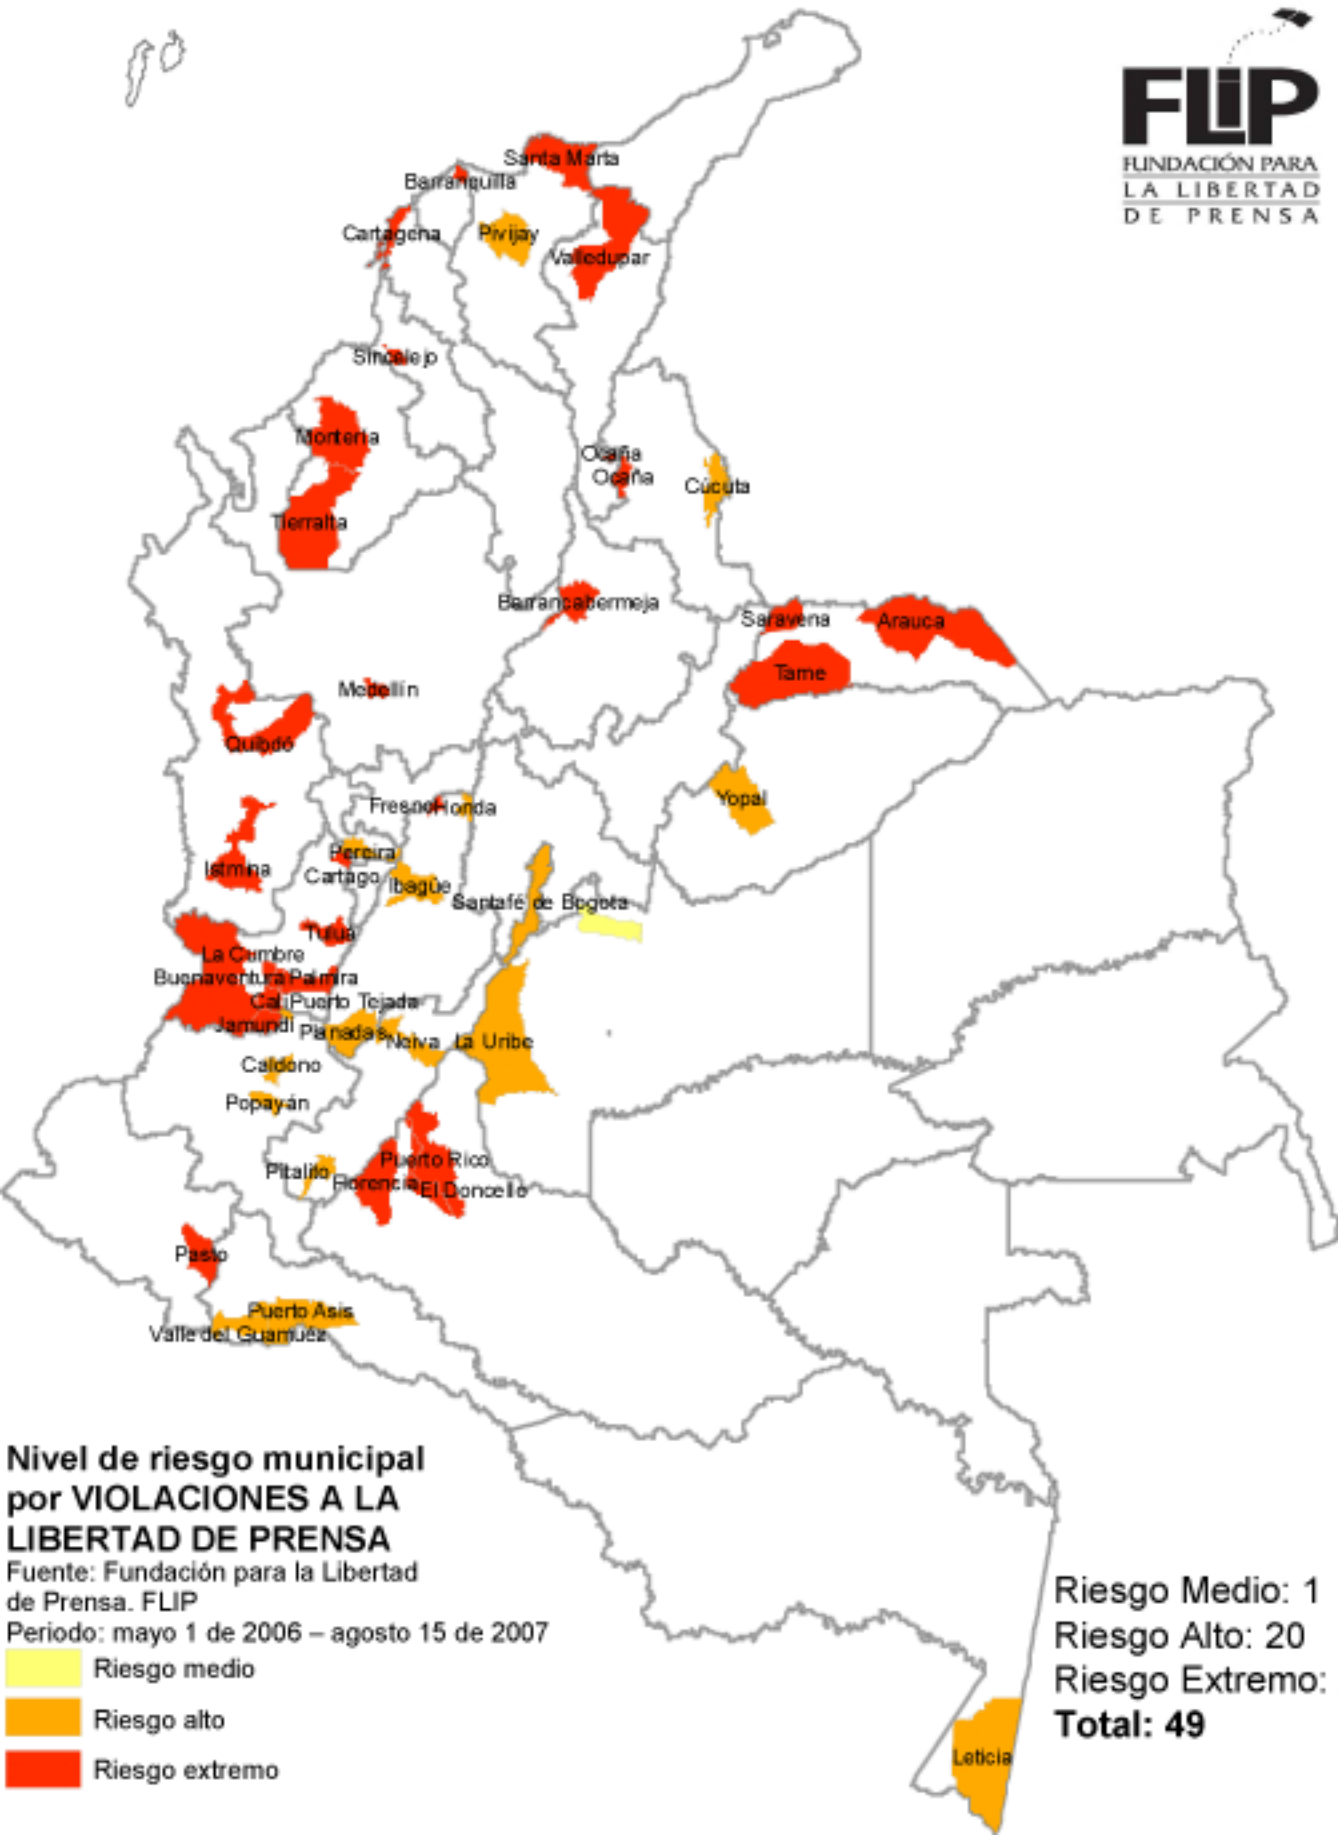 FLIP
FUNDACIÓN PARA
LA LIBERTAD
DE PRENSA
Santa Marta
Barranquilla
Cartagena
Pivijay
Valledupar
Sincelejo
Montería
Ocaña
Ocaña
Cúcuta
Tierralta
Barrancabermeja
Saravena
Arauca
Tame
Medellín
Quibdó
Yopal
Fresno
Honda
Pereira
Istmina
Cartago
Ibagüe
Santafé de Bogota
Tulua
La Cumbre
Buenaventura
Palmira
Cali
Puerto Tejada
Jamundi
Planadas
Neiva
La Uribe
Caldono
Popayán
Pitalito
Puerto Rico
Florencia
El Doncello
Pasto
Puerto Asis
Valle del Guamuéz
Nivel de riesgo municipal
por VIOLACIONES A LA
LIBERTAD DE PRENSA
Fuente: Fundación para la Libertad
de Prensa. FLIP
Periodo: mayo 1 de 2006 – agosto 15 de 2007
Riesgo medio
Riesgo alto
Riesgo extremo
Riesgo Medio: 1
Riesgo Alto: 20
Riesgo Extremo:
Total: 49
Leticia